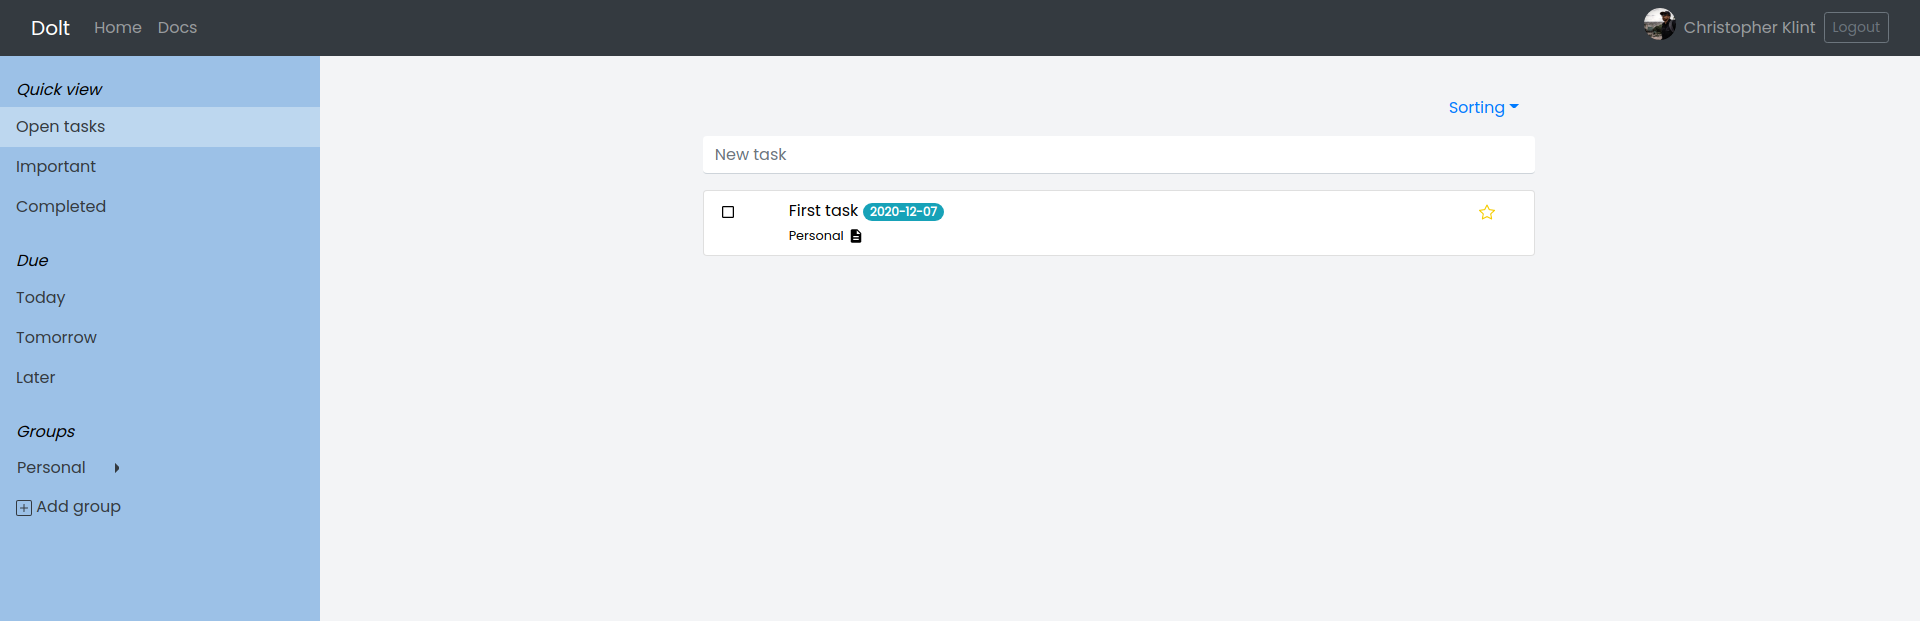 DoIt Home Docs Christopher Klint Logout
Quick view
Open tasks
Important
Completed
Due
Today
Tomorrow
Later
Groups
Personal
Add group
Sorting
New task
First task 2020-12-07
Personal